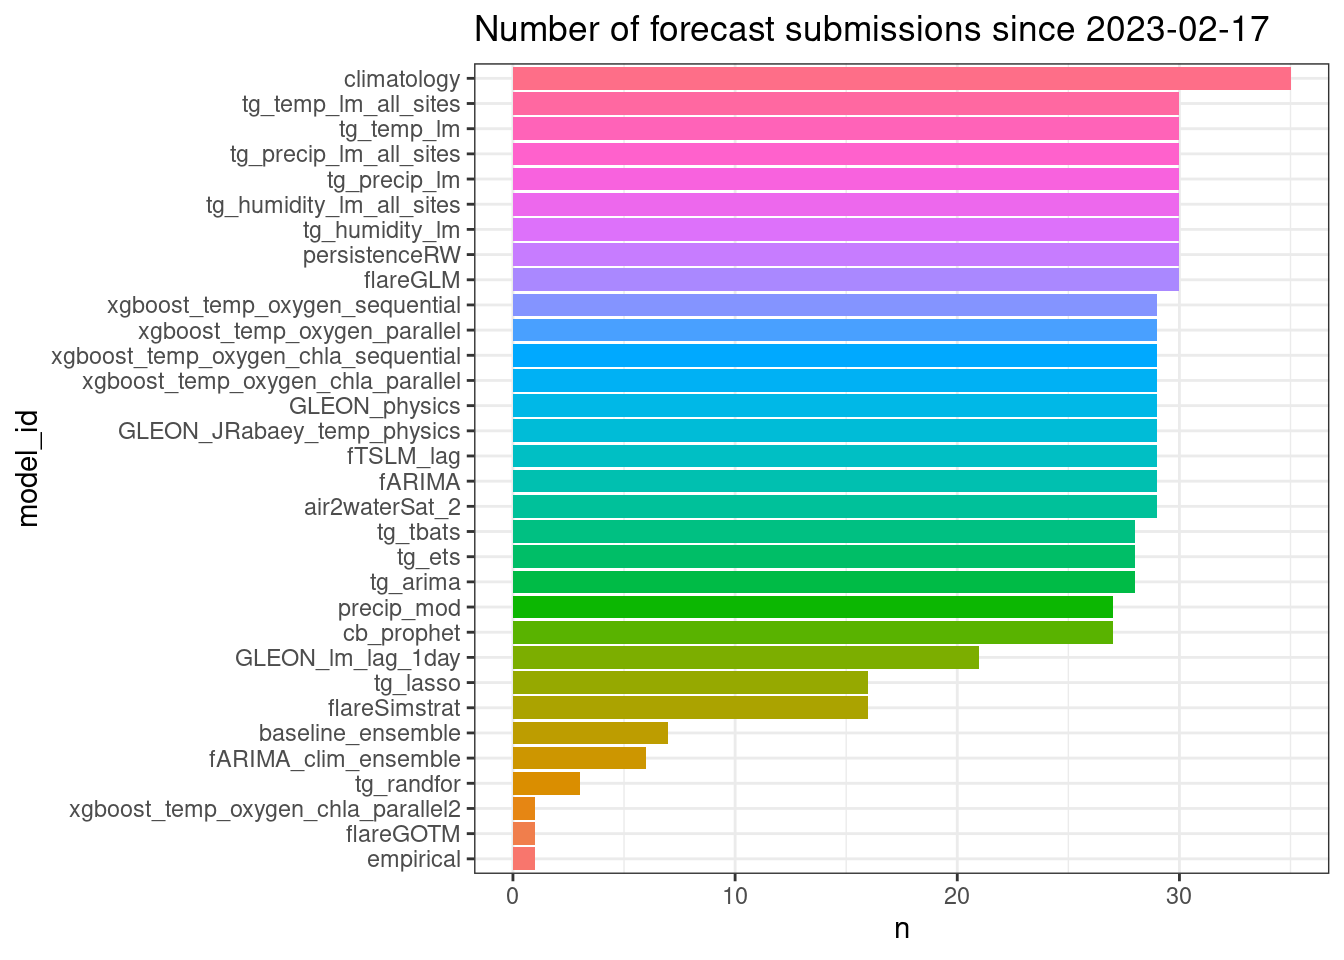 Number of forecast submissions since 2023-02-17
climatology
tg_temp_lm_all_sites
tg_temp_lm
tg_precip_lm_all_sites
tg_precip_lm
tg_humidity_lm_all_sites
tg_humidity_lm
persistenceRW
flareGLM
xgboost_temp_oxygen_sequential
xgboost_temp_oxygen_parallel
xgboost_temp_oxygen_chla_sequential
xgboost_temp_oxygen_chla_parallel
GLEON_physics
GLEON_JRabaey_temp_physics
fTSLM_lag
fARIMA
air2waterSat_2
tg_tbats
tg_ets
tg_arima
precip_mod
cb_prophet
GLEON_lm_lag_1day
tg_lasso
flareSimstrat
baseline_ensemble
fARIMA_clim_ensemble
tg_randfor
xgboost_temp_oxygen_chla_parallel2
flareGOTM
empirical
model_id
0 10 20 30
n